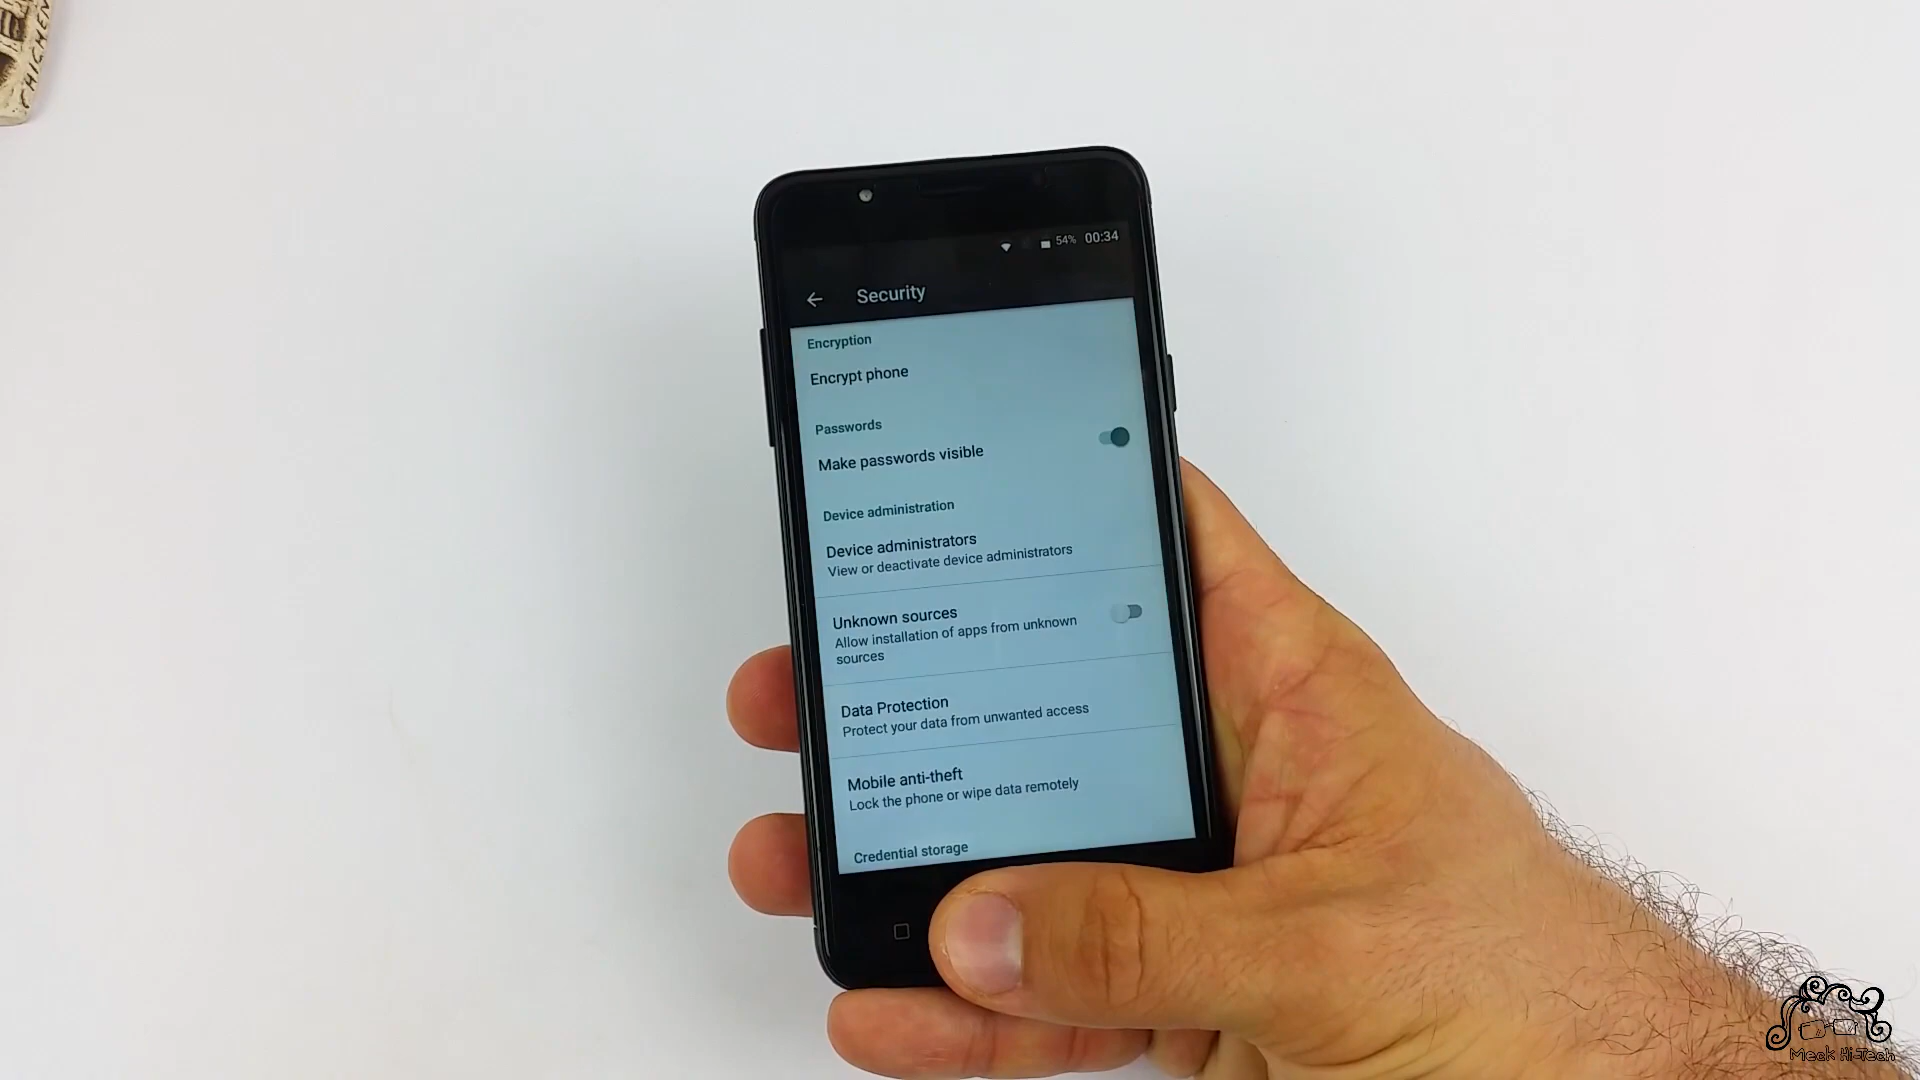 CHICHEN
54% 00:34
Security
Encryption
Encrypt phone
Passwords
Make passwords visible
Device administration
Device administrators
View or deactivate device administrators
Unknown sources
Allow installation of apps from unknown
sources
Data Protection
Protect your data from unwanted access
Mobile anti-theft
Lock the phone or wipe data remotely
Credential storage
Meek Hi-Tech